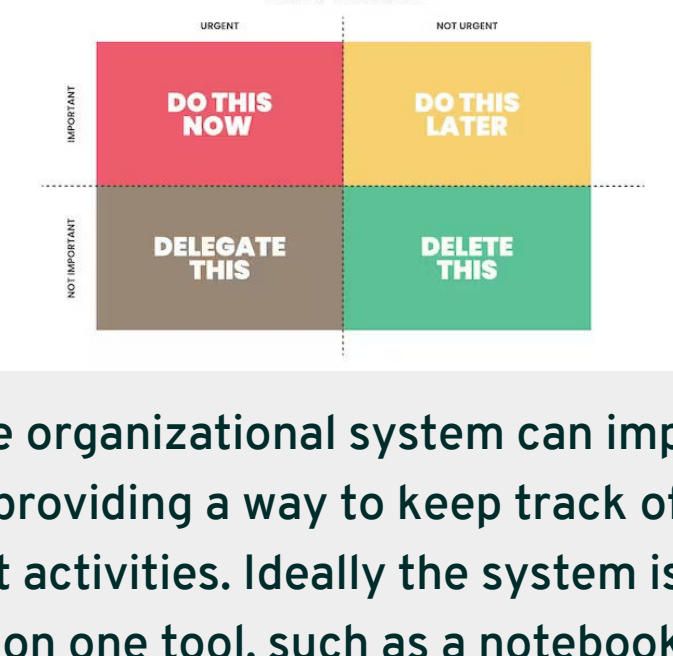 URGENT
NOT URGENT
IMPORTANT
DO THIS
NOW
DO THIS
LATER
NOT IMPORTANT
DELEGATE
THIS
DELETE
THIS
e organizational system can imp
providing a way to keep track of
t activities. Ideally the system is
on one tool, such as a notebook